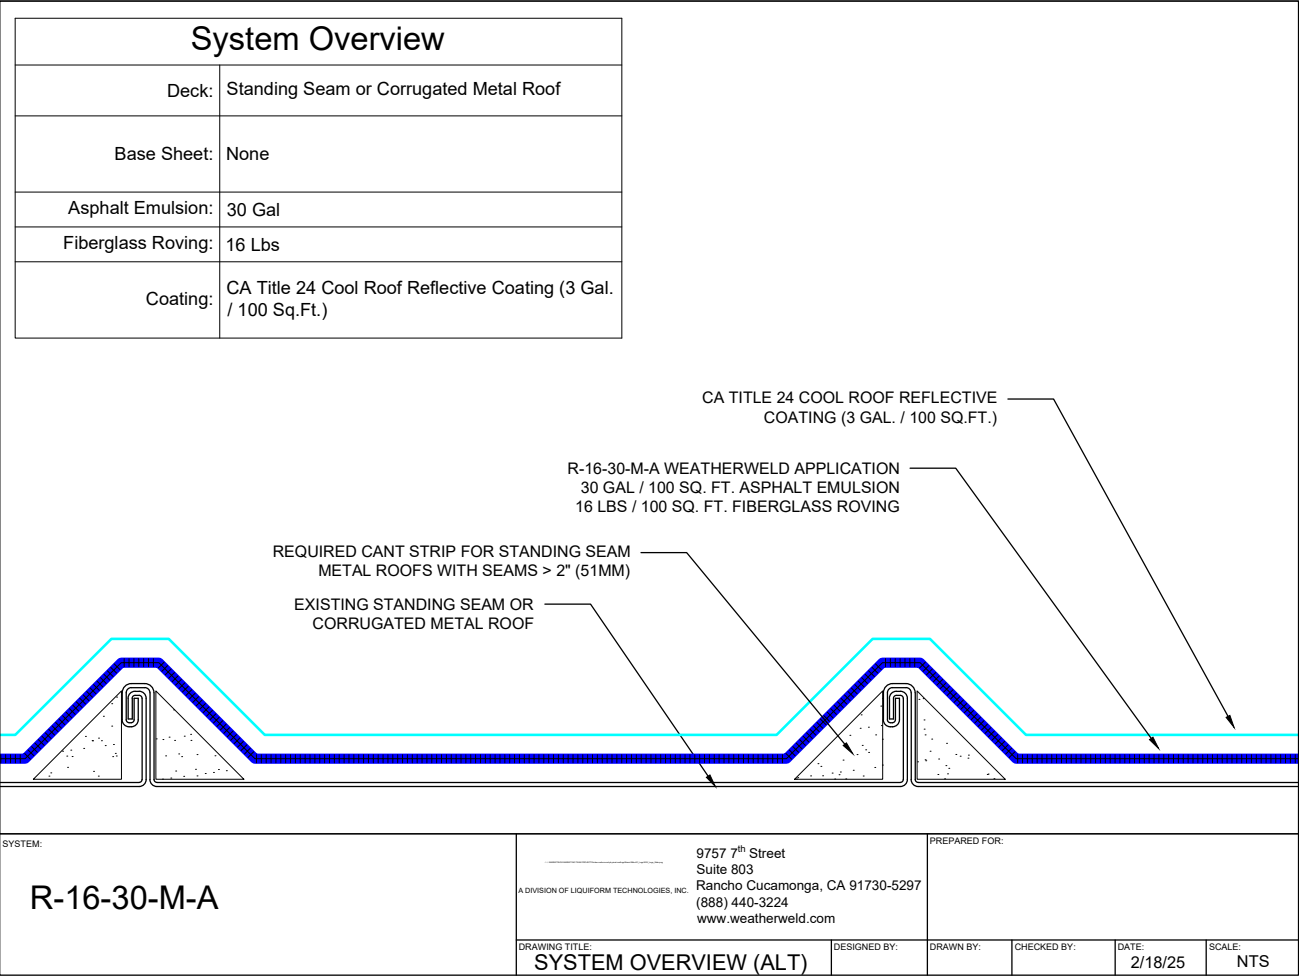 System Overview
Deck: Standing Seam or Corrugated Metal Roof
Base Sheet: None
Asphalt Emulsion: 30 Gal
Fiberglass Roving: 16 Lbs
Coating: CA Title 24 Cool Roof Reflective Coating (3 Gal.
/ 100 Sq.Ft.)
CA TITLE 24 COOL ROOF REFLECTIVE
COATING (3 GAL. / 100 SQ.FT.)
R-16-30-M-A WEATHERWELD APPLICATION
30 GAL / 100 SQ. FT. ASPHALT EMULSION
16 LBS / 100 SQ. FT. FIBERGLASS ROVING
REQUIRED CANT STRIP FOR STANDING SEAM
METAL ROOFS WITH SEAMS > 2" (51MM)
EXISTING STANDING SEAM OR
CORRUGATED METAL ROOF
SYSTEM:
R-16-30-M-A
A DIVISION OF LIQUIFORM TECHNOLOGIES, INC.
9757 7th Street
Suite 803
Rancho Cucamonga, CA 91730-5297
(888) 440-3224
www.weatherweld.com
PREPARED FOR:
DRAWING TITLE:
SYSTEM OVERVIEW (ALT)
DESIGNED BY:
DRAWN BY:
CHECKED BY:
DATE:
2/18/25
SCALE:
NTS